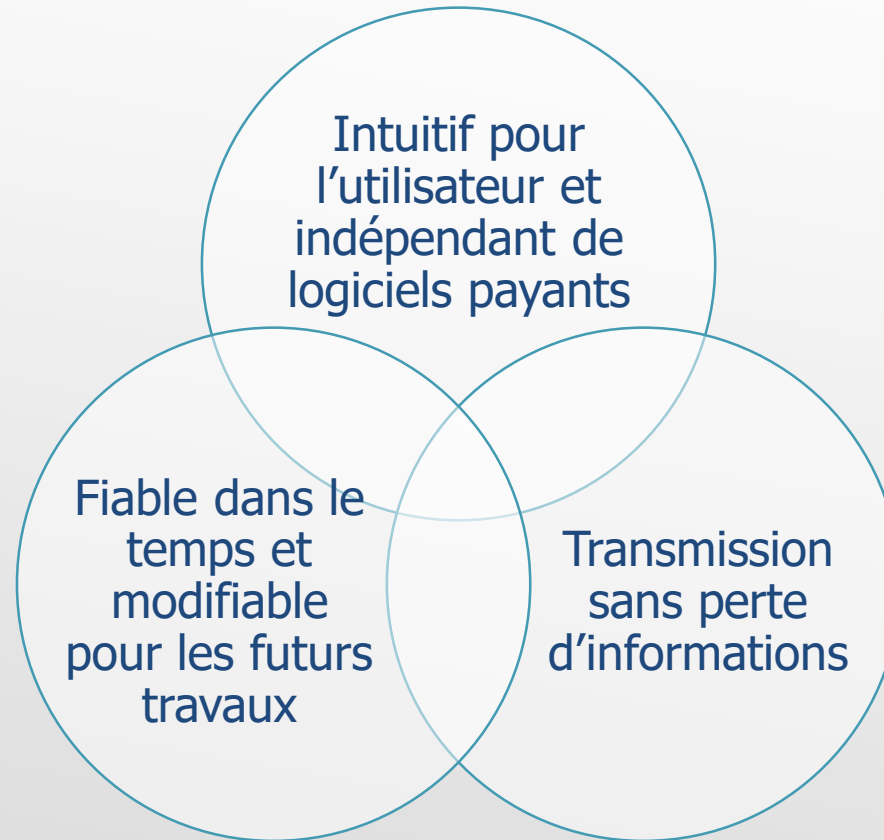 Intuitif pour
l’utilisateur et
indépendant de
logiciels payants
Fiable dans le
temps et
modifiable
pour les futurs
travaux
Transmission
sans perte
d’informations